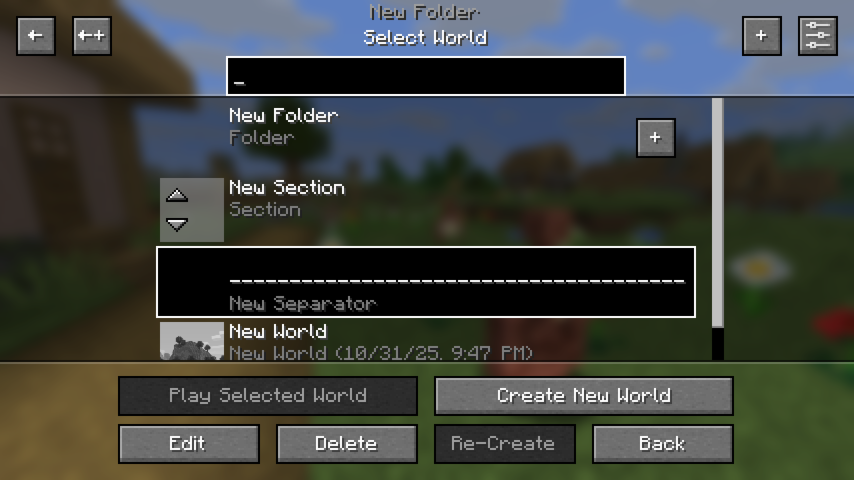 New Folder
Select World
_
New Folder
Folder
+
New Section
Section
----------------------------------------
New Separator
New World
New World (10/31/25, 9:47 PM)
Play Selected World
Create New World
Edit
Delete
Re-Create
Back